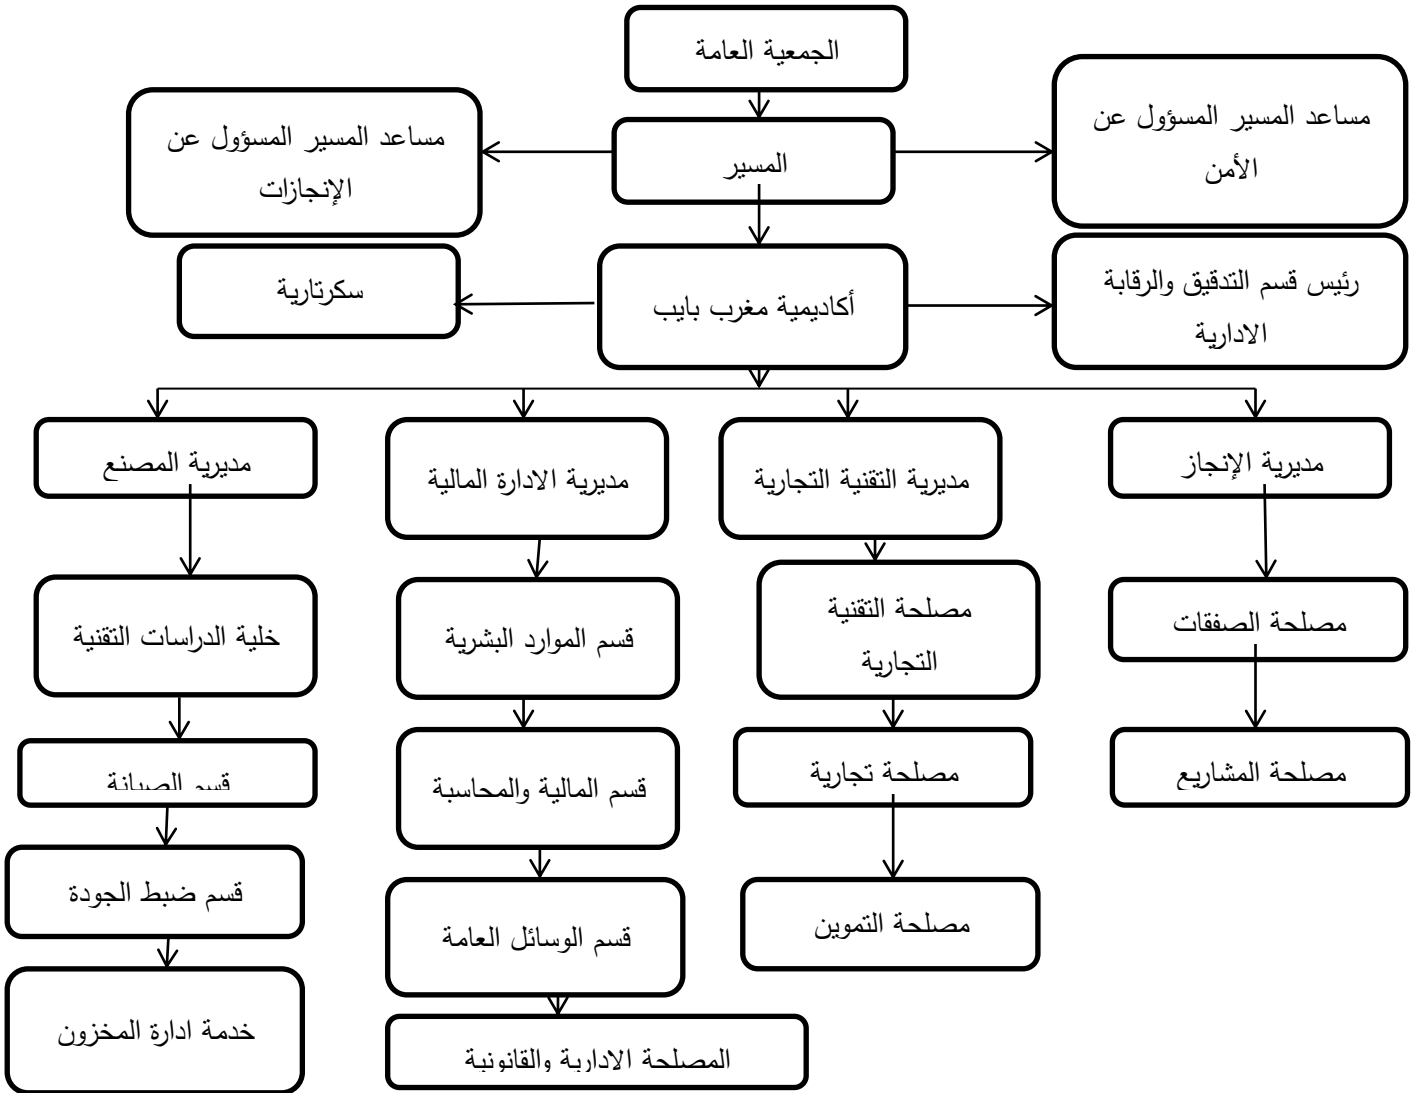 الجمعية العامة
مساعد المسير المسؤول عن
الأمن
المسير
مساعد المسير المسؤول عن
الإنجازات
رئيس قسم التدقيق والرقابة
الادارية
أكاديمية مغرب بايب
سكرتارية
مديرية الإنجاز
مديرية التقنية التجارية
مديرية الادارة المالية
مديرية المصنع
مصلحة الصفقات
مصلحة التقنية
التجارية
قسم الموارد البشرية
خلية الدراسات التقنية
مصلحة المشاريع
مصلحة تجارية
قسم المالية والمحاسبة
قسم الصيانة
مصلحة التموين
قسم الوسائل العامة
قسم ضبط الجودة
المصلحة الادارية والقانونية
خدمة ادارة المخزون